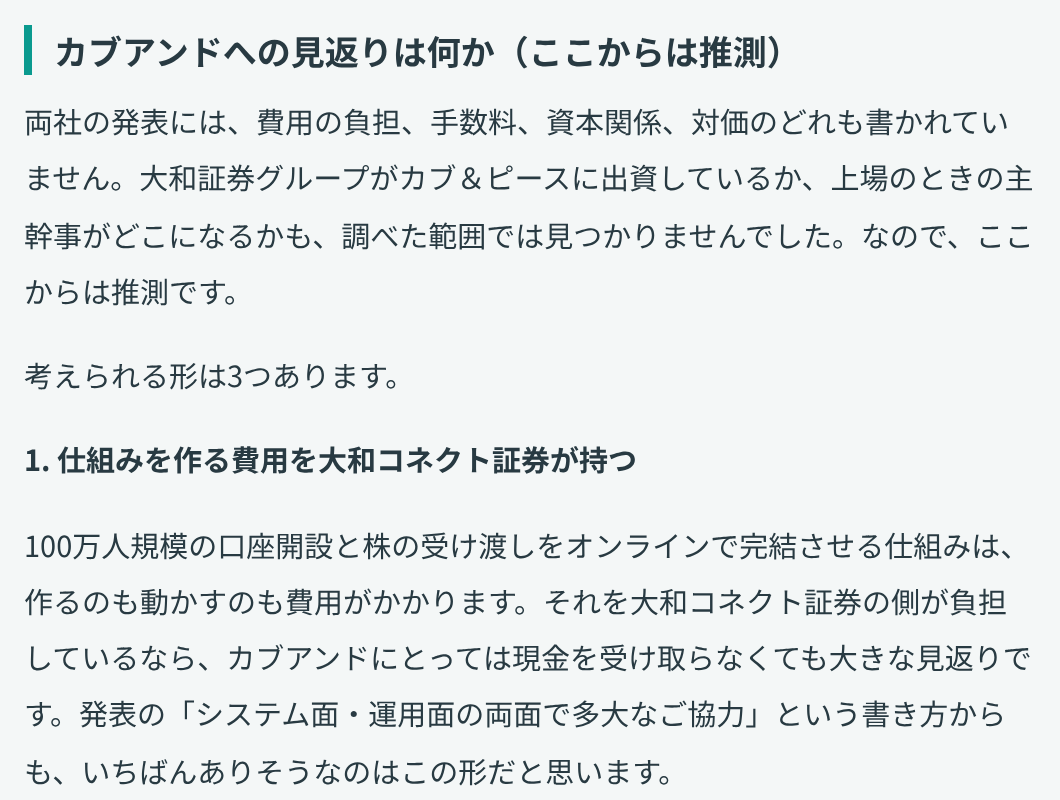 カブアンドへの見返りは何か（ここからは推測）
両社の発表には、費用の負担、手数料、資本関係、対価のどれも書かれてい
ません。大和証券グループがカブ＆ピースに出資しているか、上場のときの主
幹事がどこになるかも、調べた範囲では見つかりませんでした。なので、ここ
からは推測です。
考えられる形は3つあります。
1. 仕組みを作る費用を大和コネクト証券が持つ
100万人規模の口座開設と株の受け渡しをオンラインで完結させる仕組みは、
作るのも動かすのも費用がかかります。それを大和コネクト証券の側が負担
しているなら、カブアンドにとっては現金を受け取らなくても大きな見返りで
す。発表の「システム面・運用面の両面で多大なご協力」という書き方から
も、いちばんありそうなのはこの形だと思います。